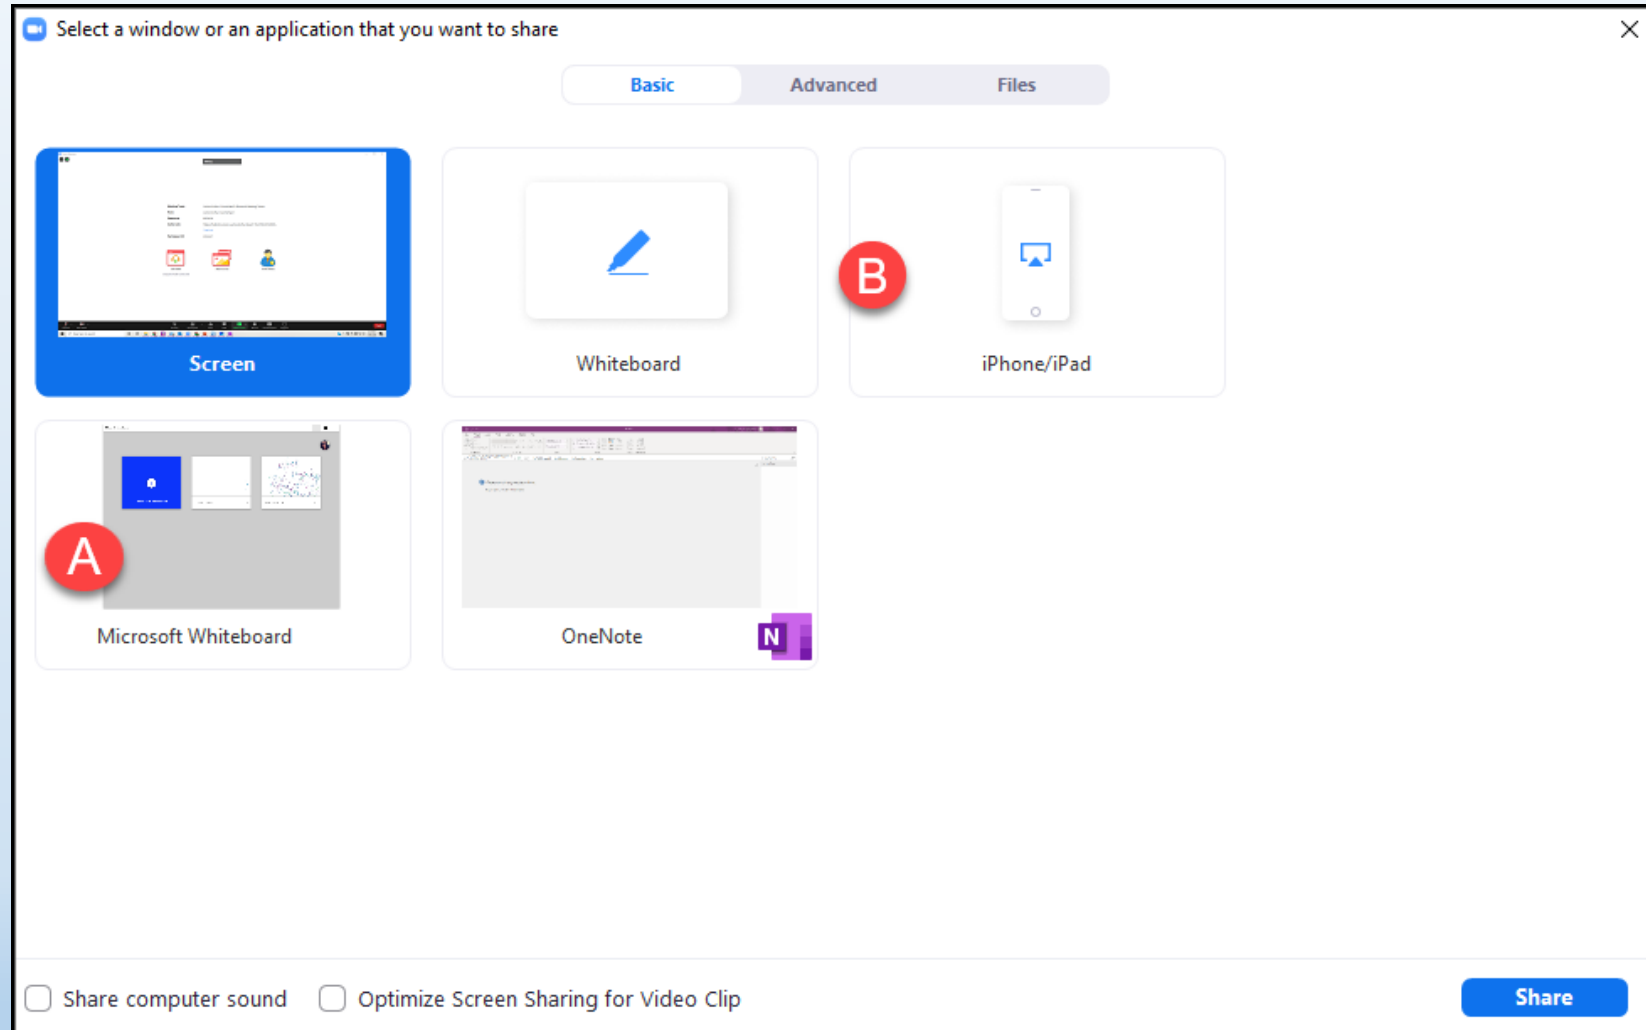 Select a window or an application that you want to share
Basic Advanced Files
Screen
Whiteboard
B
iPhone/iPad
A
Microsoft Whiteboard
OneNote
N
Share computer sound
Optimize Screen Sharing for Video Clip
Share